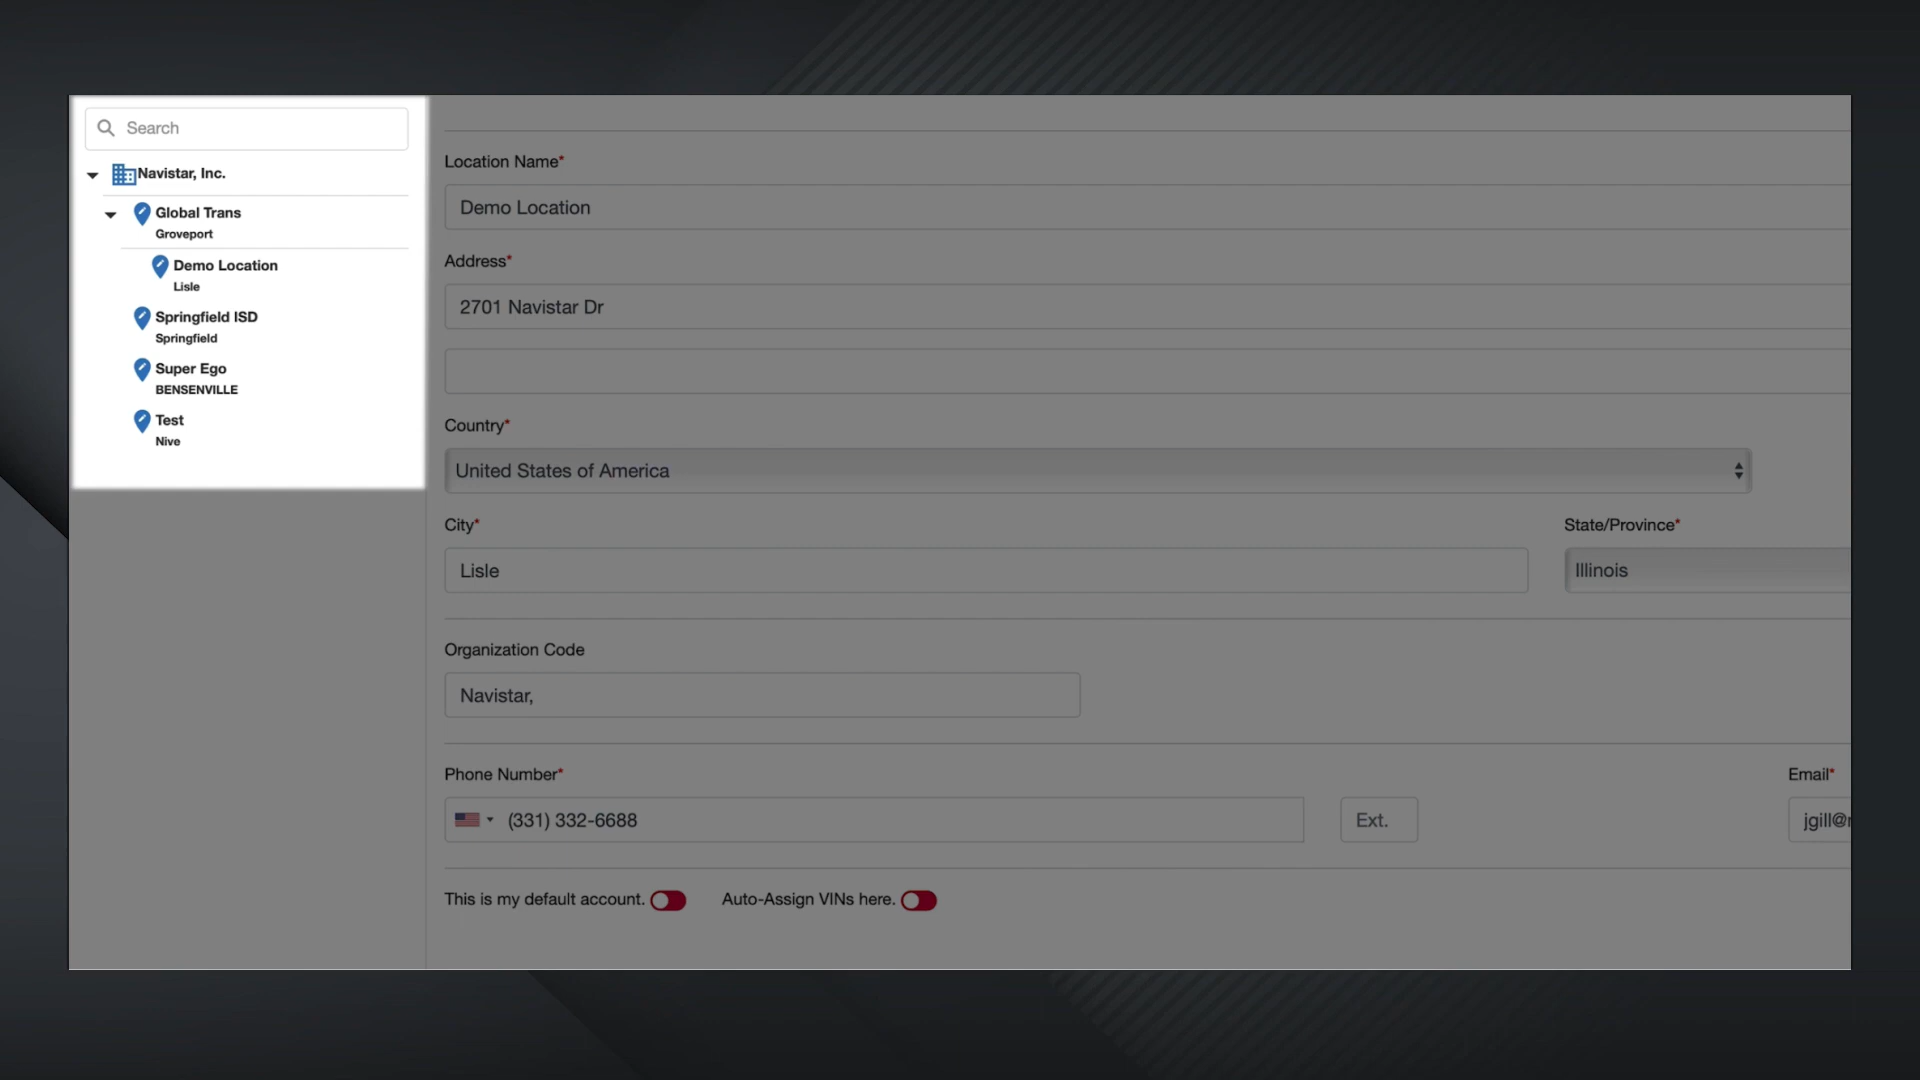 Search
Navistar, Inc.
Global Trans
Groveport
Demo Location
Lisle
Springfield ISD
Springfield
Super Ego
BENSENVILLE
Test
Nive
Location Name*
Demo Location
Address*
2701 Navistar Dr
Country*
United States of America
City*
State/Province*
Lisle
Illinois
Organization Code
Navistar,
Phone Number*
Email*
(331) 332-6688
Ext.
jgill@
This is my default account.
Auto-Assign VINs here.